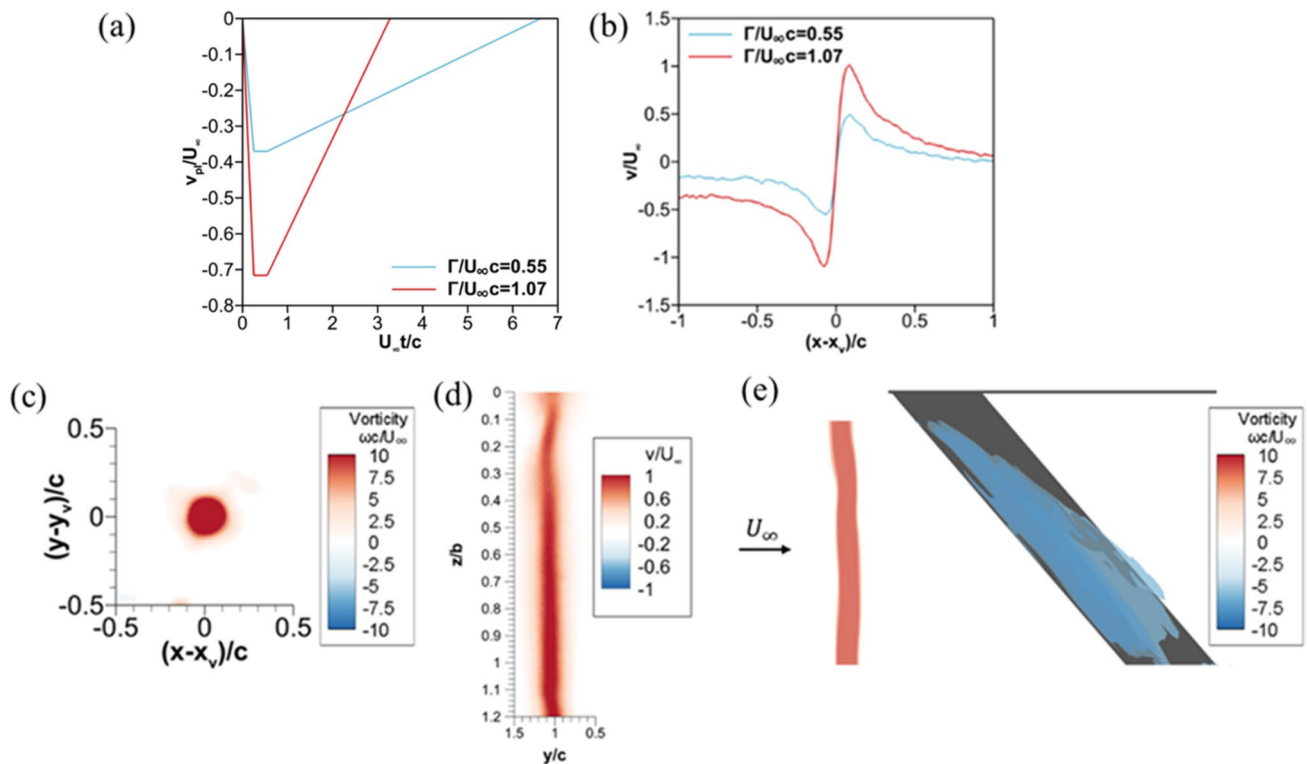 (a)
0
-0.1
-0.2
-0.3
-0.4
-0.5
-0.6
-0.7
-0.8
v_pl/U_∞
0 1 2 3 4 5 6 7
U_∞t/c
Γ/U_∞c=0.55
Γ/U_∞c=1.07
(b)
1.5
1
0.5
0
-0.5
-1
-1.5
v/U_∞
-1 -0.5 0 0.5 1
(x-x_v)/c
Γ/U_∞c=0.55
Γ/U_∞c=1.07
(c)
0.5
0
-0.5
(y-y_v)/c
-0.5 0 0.5
(x-x_v)/c
Vorticity
ωc/U_∞
10
7.5
5
2.5
0
-2.5
-5
-7.5
-10
(d)
0
0.1
0.2
0.3
0.4
0.5
0.6
0.7
0.8
0.9
1
1.1
1.2
z/b
1.5 1 0.5
y/c
v/U_∞
1
0.6
0.2
-0.2
-0.6
-1
(e)
U_∞
Vorticity
ωc/U_∞
10
7.5
5
2.5
0
-2.5
-5
-7.5
-10